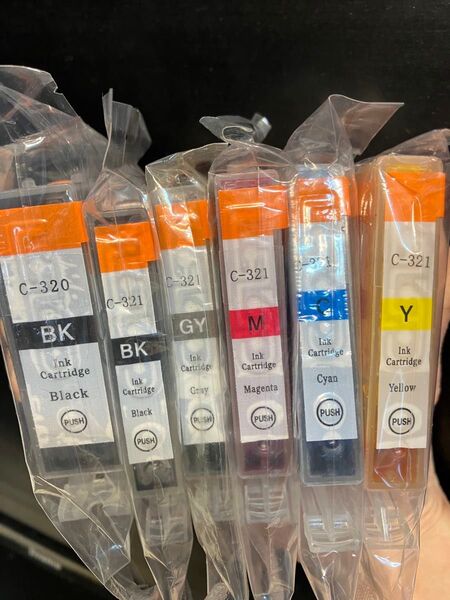 C-320
BK
Ink
Cartridge
Black
PUSH
C-321
BK
Ink
Cartridge
Black
PUSH
C-321
GY
Ink
Cartridge
Gray
PUSH
C-321
M
Ink
Cartridge
Magenta
PUSH
C-321
C
Ink
Cartridge
Cyan
PUSH
C-321
Y
Ink
Cartridge
Yellow
PUSH